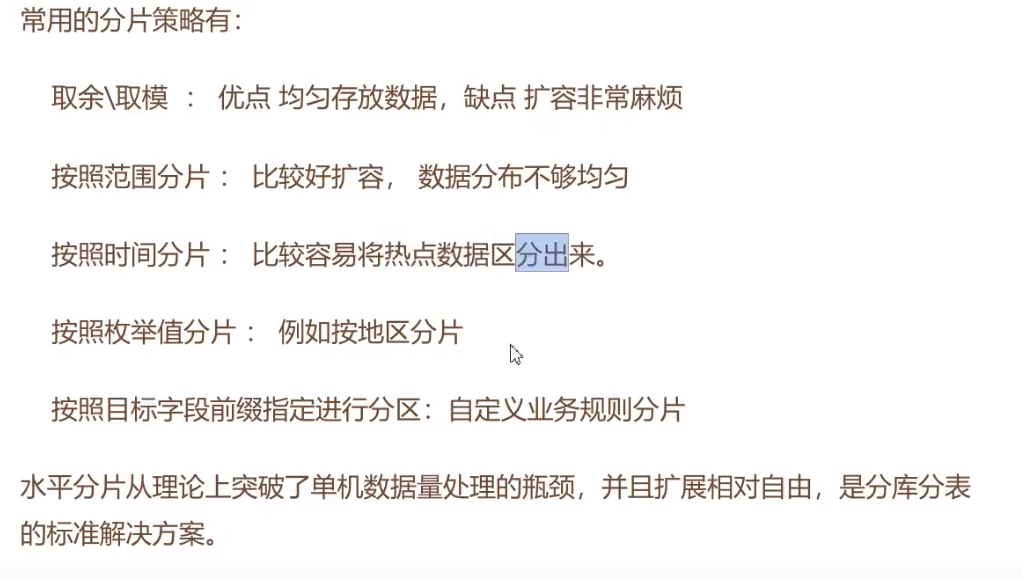 常用的分片策略有：
取余\取模 ： 优点 均匀存放数据，缺点 扩容非常麻烦
按照范围分片 ： 比较好扩容， 数据分布不够均匀
按照时间分片 ： 比较容易将热点数据区分出来。
按照枚举值分片 ： 例如按地区分片
按照目标字段前缀指定进行分区：自定义业务规则分片
水平分片从理论上突破了单机数据量处理的瓶颈，并且扩展相对自由，是分库分表
的标准解决方案。